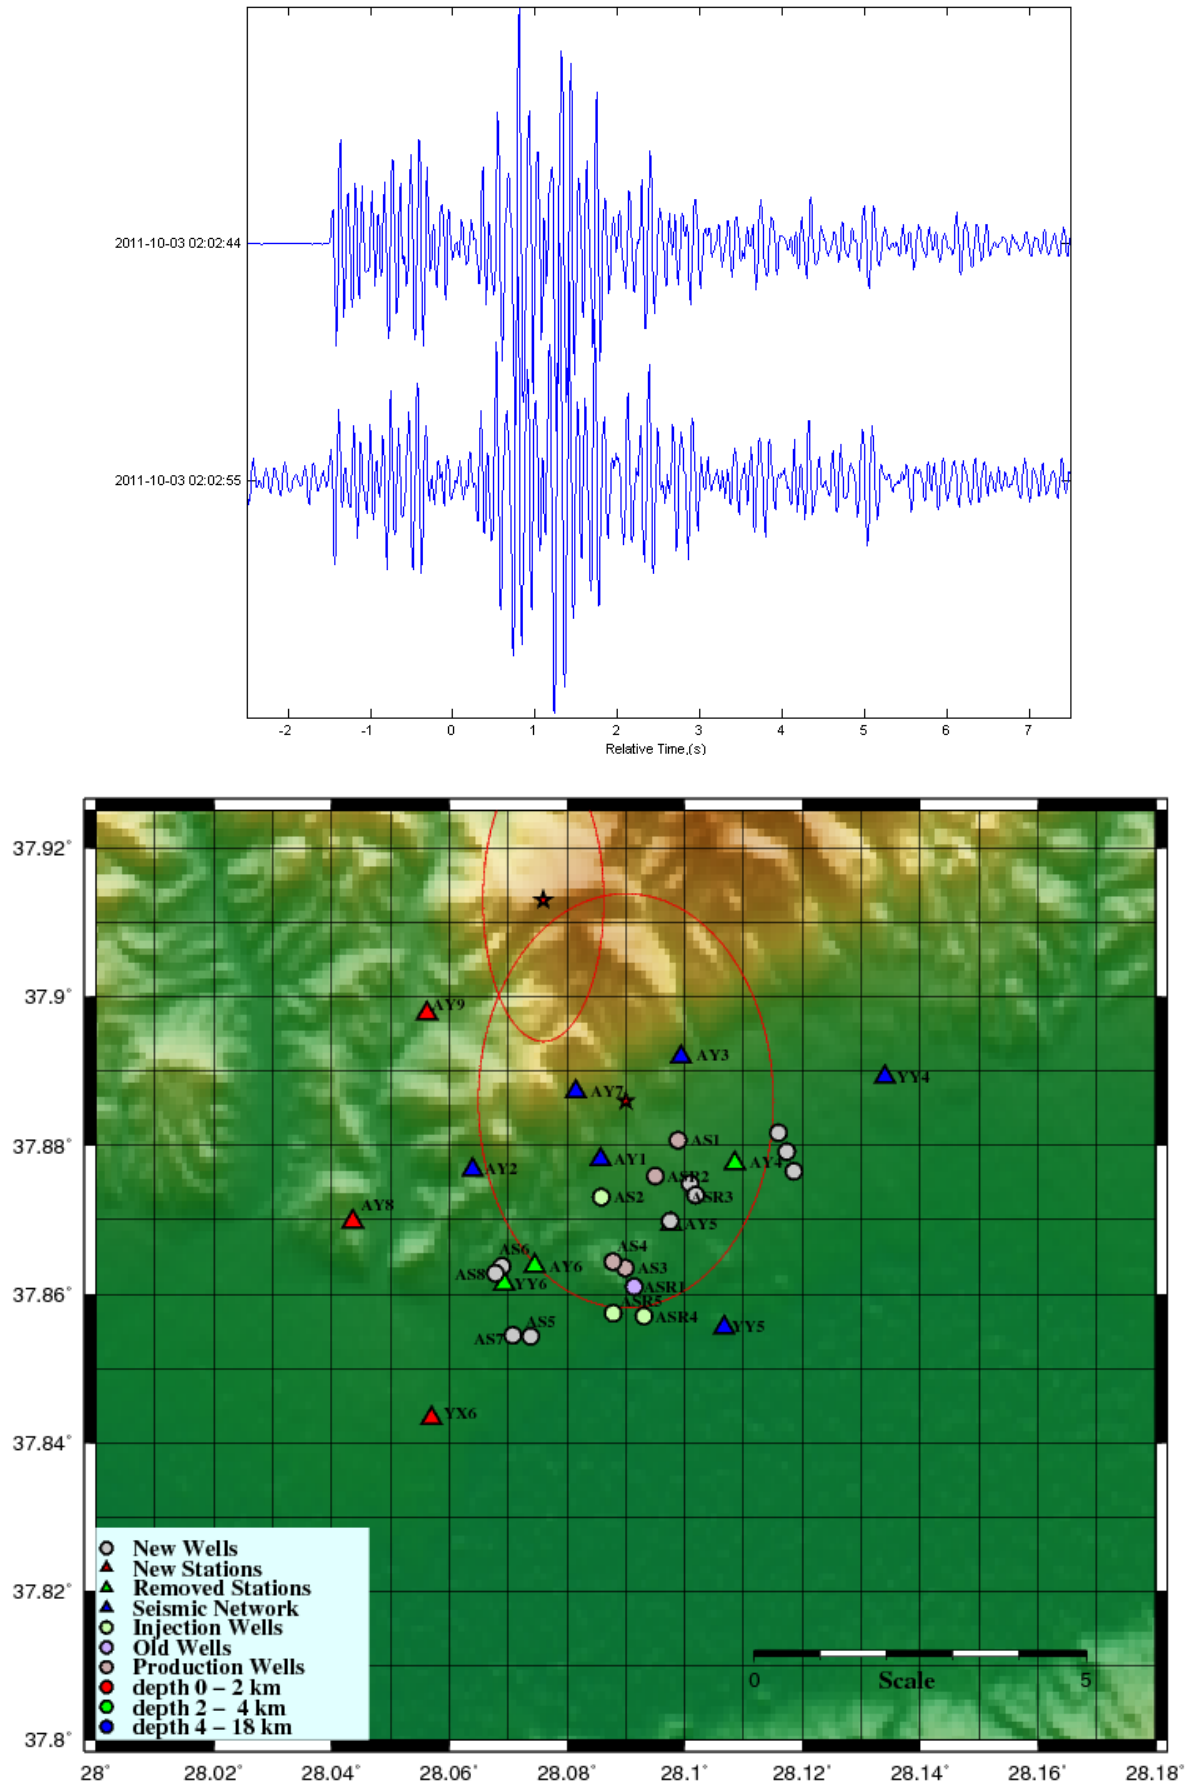 2011-10-03 02:02:44
2011-10-03 02:02:55
-2 -1 0 1 2 3 4 5 6 7
Relative Time,(s)
37.92°
37.9°
AY9
AY3
AY7
YY4
37.88°
AS1
AY1
AY4
AY2
ASR2
AS2
ASR3
AY8
AY5
AS6
AS4
AY6
AS3
AS8
YY6
ASR1
37.86°
ASR5
ASR4
YY5
AS5
AS7
YX6
37.84°
New Wells
New Stations
Removed Stations
Seismic Network
Injection Wells
Old Wells
Production Wells
depth 0 – 2 km
depth 2 – 4 km
depth 4 – 18 km
37.82°
0 Scale 5
37.8°
28° 28.02° 28.04° 28.06° 28.08° 28.1° 28.12° 28.14° 28.16° 28.18°